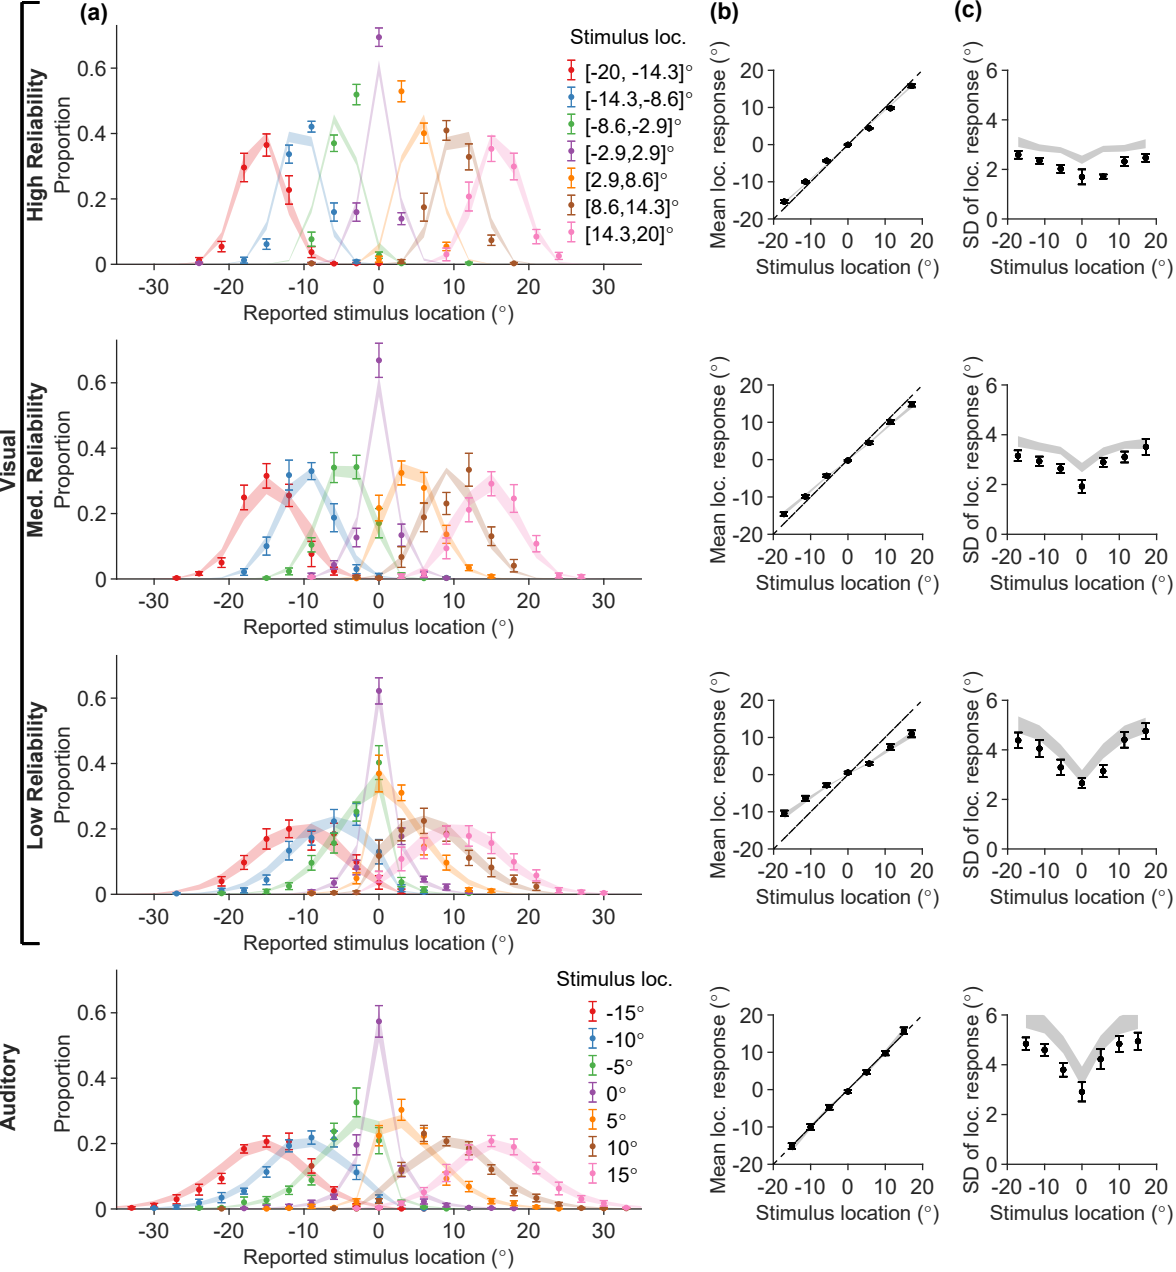 (a)
(b)
(c)
Visual
High Reliability
Proportion
0.6
0.4
0.2
0
-30
-20
-10
0
10
20
30
Reported stimulus location (°)
Stimulus loc.
[-20, -14.3]°
[-14.3,-8.6]°
[-8.6,-2.9]°
[-2.9,2.9]°
[2.9,8.6]°
[8.6,14.3]°
[14.3,20]°
Mean loc. response (°)
20
10
0
-10
-20
-20 -10 0 10 20
Stimulus location (°)
SD of loc. response (°)
6
4
2
0
-20 -10 0 10 20
Stimulus location (°)
Med. Reliability
Proportion
0.6
0.4
0.2
0
-30
-20
-10
0
10
20
30
Reported stimulus location (°)
Mean loc. response (°)
20
10
0
-10
-20
-20 -10 0 10 20
Stimulus location (°)
SD of loc. response (°)
6
4
2
0
-20 -10 0 10 20
Stimulus location (°)
Low Reliability
Proportion
0.6
0.4
0.2
0
-30
-20
-10
0
10
20
30
Reported stimulus location (°)
Mean loc. response (°)
20
10
0
-10
-20
-20 -10 0 10 20
Stimulus location (°)
SD of loc. response (°)
6
4
2
0
-20 -10 0 10 20
Stimulus location (°)
Auditory
Proportion
0.6
0.4
0.2
0
-30
-20
-10
0
10
20
30
Reported stimulus location (°)
Stimulus loc.
-15°
-10°
-5°
0°
5°
10°
15°
Mean loc. response (°)
20
10
0
-10
-20
-20 -10 0 10 20
Stimulus location (°)
SD of loc. response (°)
6
4
2
0
-20 -10 0 10 20
Stimulus location (°)